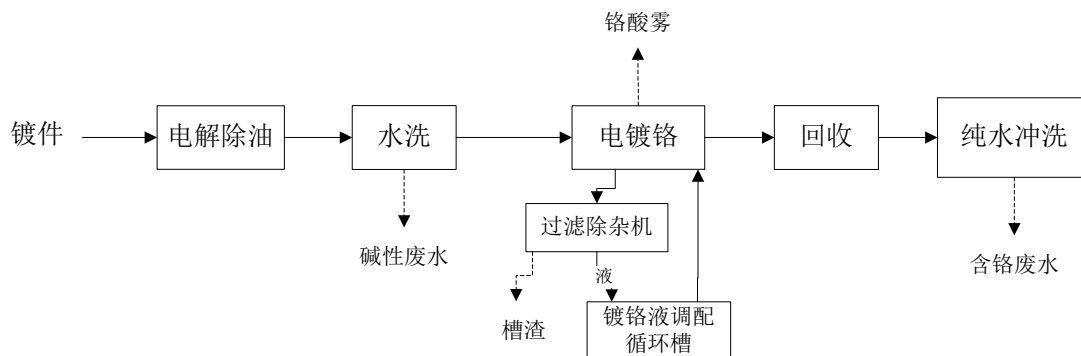 铬酸雾
镀件
电解除油
水洗
电镀铬
回收
纯水冲洗
过滤除杂机
碱性废水
含铬废水
液
槽渣
镀铬液调配
循环槽